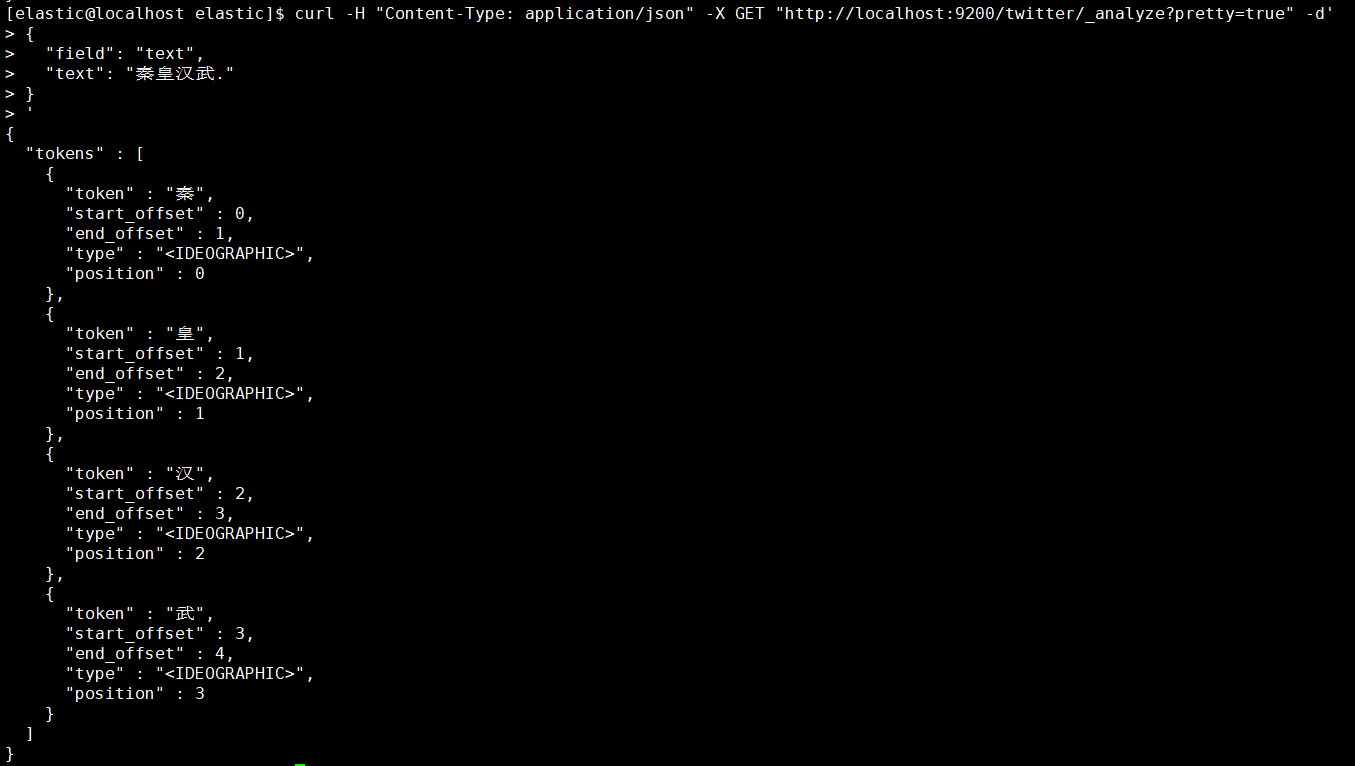 [elastic@localhost elastic]$ curl -H "Content-Type: application/json" -X GET "http://localhost:9200/twitter/_analyze?pretty=true" -d'
> {
>   "field": "text",
>   "text": "秦皇汉武."
> }
> '
{
  "tokens" : [
    {
      "token" : "秦",
      "start_offset" : 0,
      "end_offset" : 1,
      "type" : "<IDEOGRAPHIC>",
      "position" : 0
    },
    {
      "token" : "皇",
      "start_offset" : 1,
      "end_offset" : 2,
      "type" : "<IDEOGRAPHIC>",
      "position" : 1
    },
    {
      "token" : "汉",
      "start_offset" : 2,
      "end_offset" : 3,
      "type" : "<IDEOGRAPHIC>",
      "position" : 2
    },
    {
      "token" : "武",
      "start_offset" : 3,
      "end_offset" : 4,
      "type" : "<IDEOGRAPHIC>",
      "position" : 3
    }
  ]
}